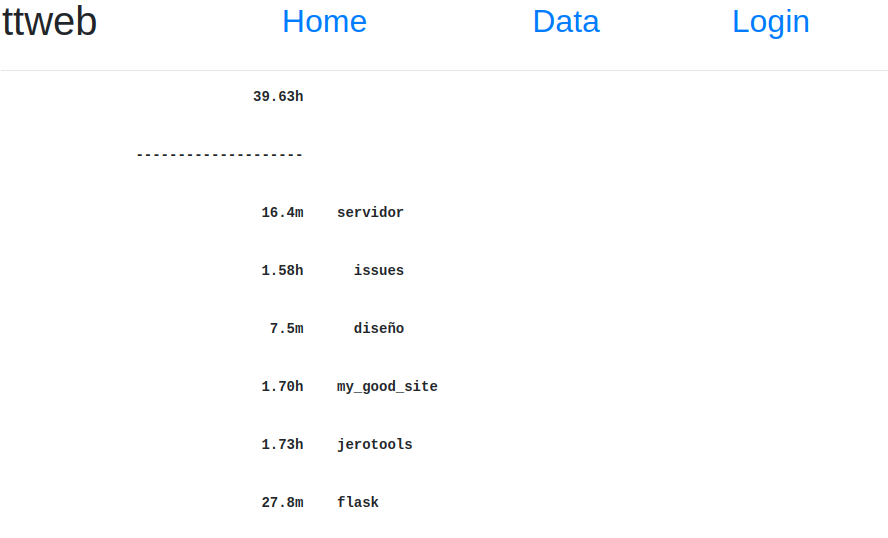 ttweb Home Data Login
39.63h
--------------------
16.4m servidor
1.58h issues
7.5m diseño
1.70h my_good_site
1.73h jerotools
27.8m flask